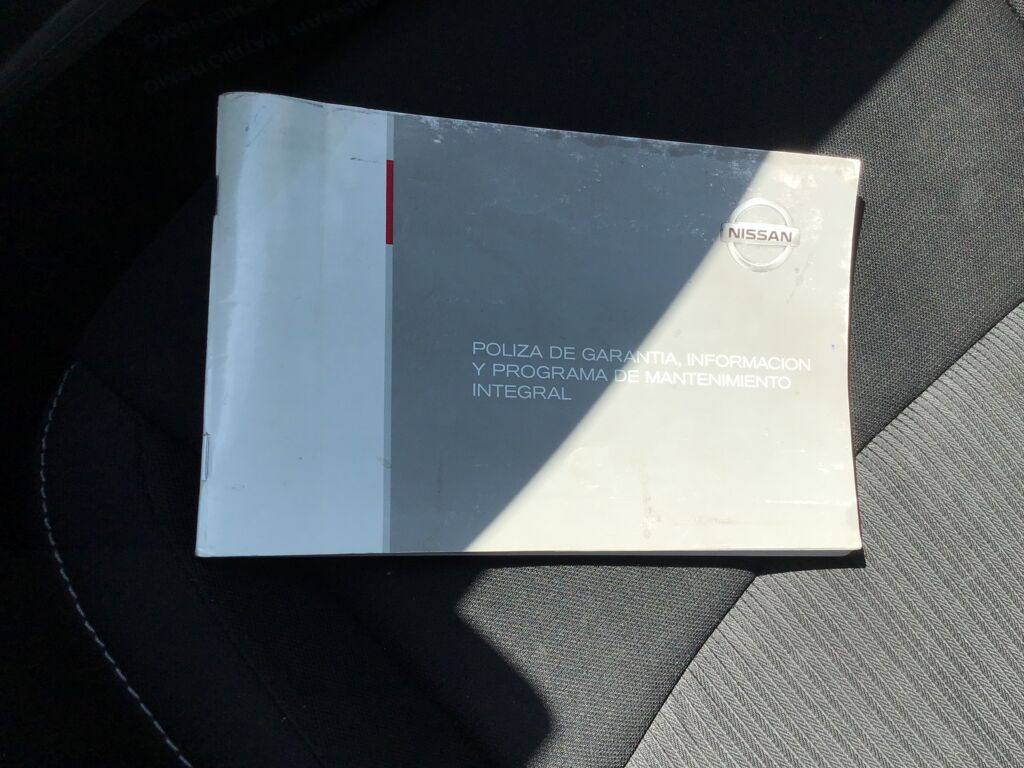 NISSAN
POLIZA DE GARANTIA, INFORMACION
Y PROGRAMA DE MANTENIMIENTO
INTEGRAL